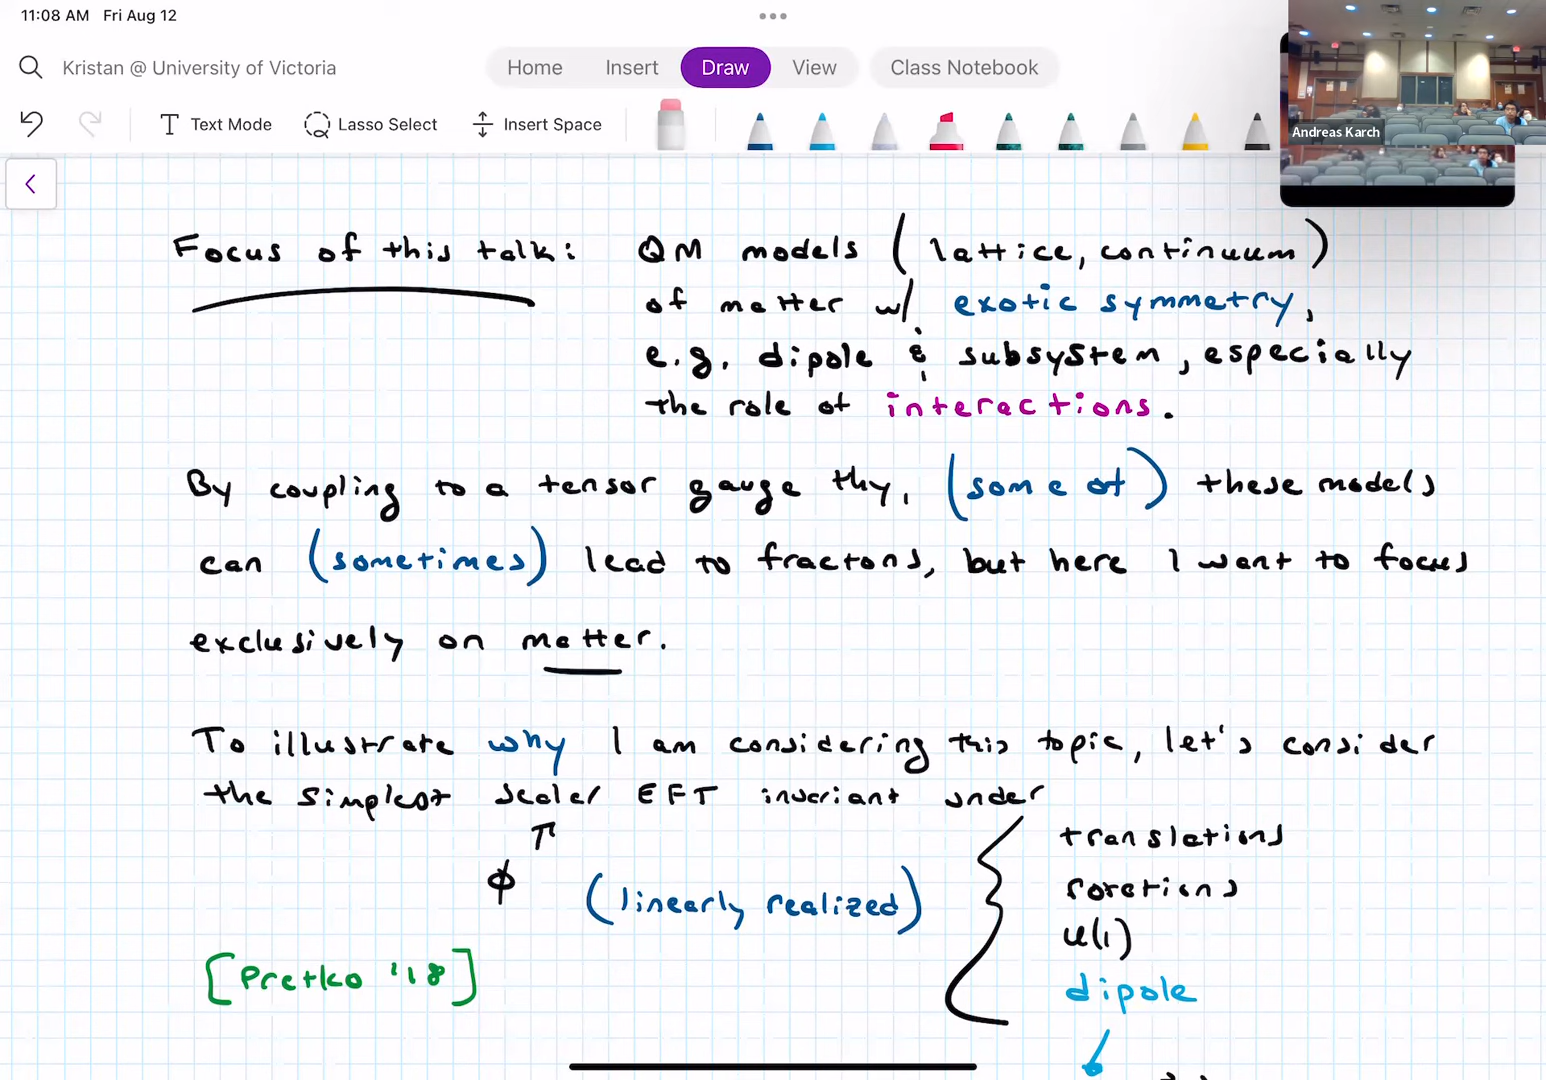 11:08 AM Fri Aug 12
Kristan @ University of Victoria
Home Insert Draw View Class Notebook
Text Mode Lasso Select Insert Space
Andreas Karch
Focus of this talk: QM models (lattice, continuum)
of matter w/ exotic symmetry,
e.g. dipole & subsystem, especially
the role of interactions.
By coupling to a tensor gauge thy, (some of) these models
can (sometimes) lead to fractons, but here I want to focus
exclusively on matter.
To illustrate why I am considering this topic, let's consider
the simplest scalar EFT invariant under
translations
ϕ (linearly realized) rotations
U(1)
[Pretko '18] dipole